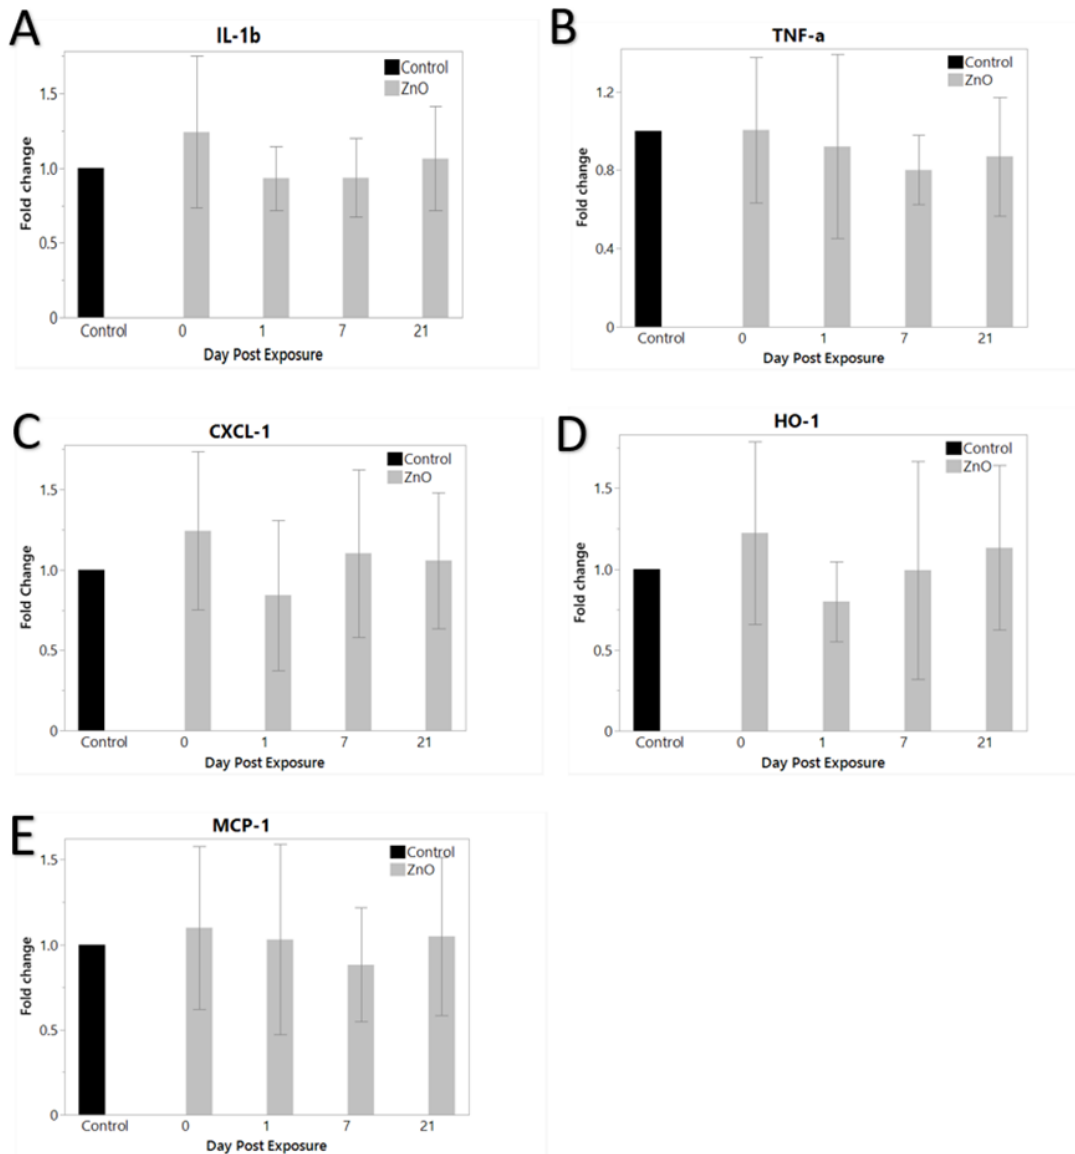 A
IL-1b
Control
ZnO
Fold change
1.5
1.0
0.5
0
Control 0 1 7 21
Day Post Exposure
B
TNF-a
Control
ZnO
Fold change
1.2
0.8
0.4
0
Control 0 1 7 21
Day Post Exposure
C
CXCL-1
Control
ZnO
Fold Change
1.5
1.0
0.5
0
Control 0 1 7 21
Day Post Exposure
D
HO-1
Control
ZnO
Fold change
1.5
1.0
0.5
0
Control 0 1 7 21
Day Post Exposure
E
MCP-1
Control
ZnO
Fold change
1.5
1.0
0.5
0
Control 0 1 7 21
Day Post Exposure